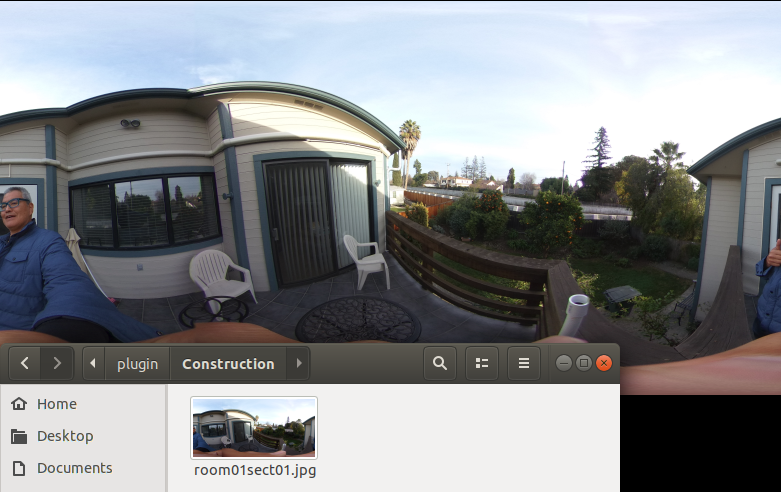 plugin Construction
Home
Desktop
Documents
room01sect01.jpg